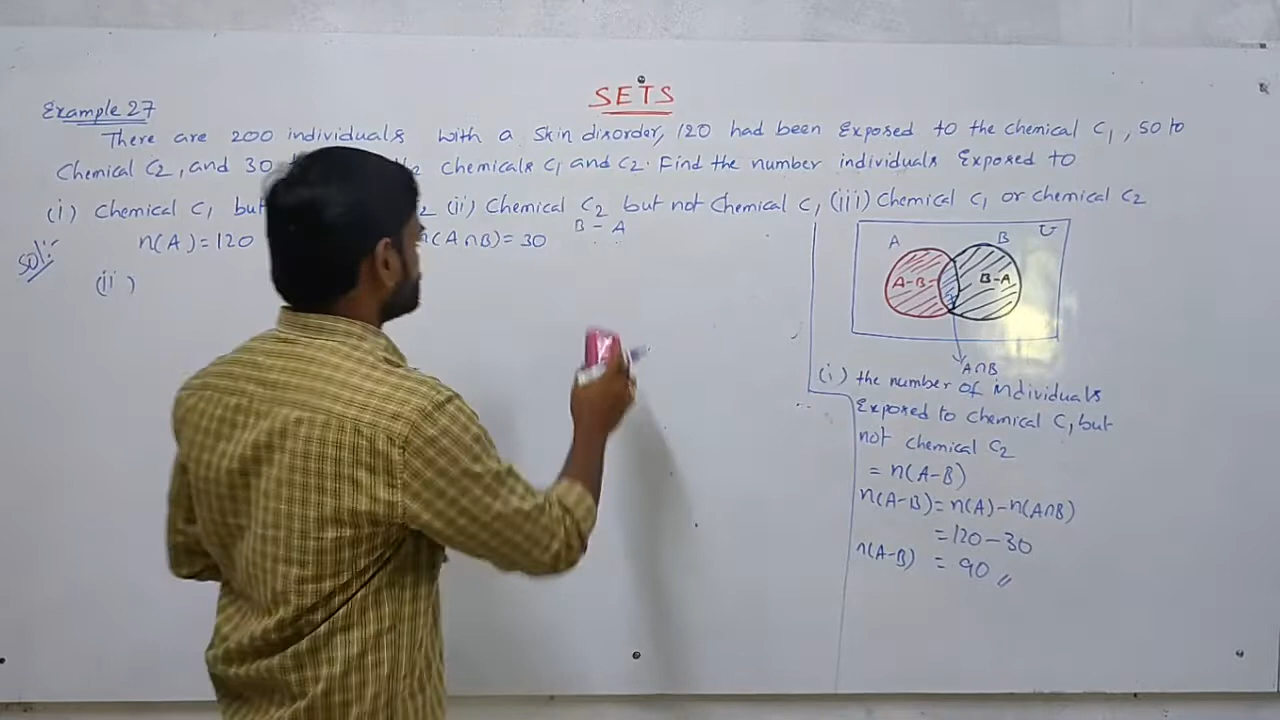 SETS
Example 27
There are 200 individuals with a skin disorder, 120 had been Exposed to the chemical C1, 50 to
Chemical C2, and 30 the chemicals C1 and C2. Find the number individuals Exposed to
(i) Chemical C1 but 2 (ii) Chemical C2 but not Chemical C1 (iii) Chemical C1 or Chemical C2
Sol:
n(A)=120 n(A∩B)=30 B-A
(ii)
U
A B
A-B B-A
A∩B
(i) the number of individuals
Exposed to Chemical C1, but
not chemical C2
= n(A-B)
n(A-B)= n(A)-n(A∩B)
=120-30
n(A-B) = 90 //